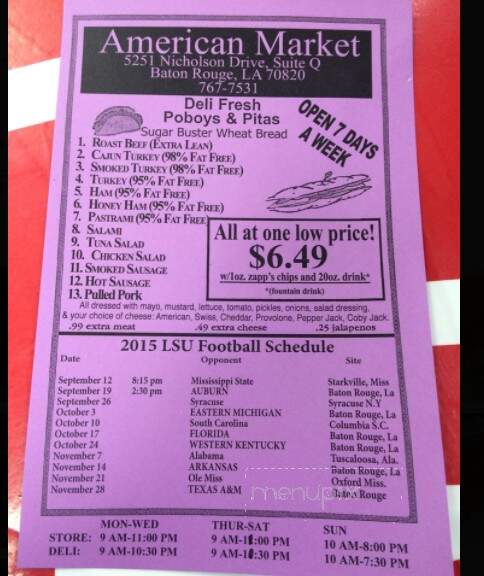 American Market
5251 Nicholson Drive, Suite Q
Baton Rouge, LA 70820
767-7531
Deli Fresh
Poboys & Pitas
Sugar Buster Wheat Bread
OPEN 7 DAYS
A WEEK
1. ROAST BEEF (EXTRA LEAN)
2. CAJUN TURKEY (98% FAT FREE)
3. SMOKED TURKEY (98% FAT FREE)
4. TURKEY (95% FAT FREE)
5. HAM (95% FAT FREE)
6. HONEY HAM (95% FAT FREE)
7. PASTRAMI (95% FAT FREE)
8. SALAMI
9. TUNA SALAD
10. CHICKEN SALAD
11. SMOKED SAUSAGE
12. HOT SAUSAGE
13. Pulled Pork
All at one low price!
$6.49
w/1oz. zapp's chips and 20oz. drink*
*(fountain drink)
All dressed with mayo, mustard, lettuce, tomato, pickles, onions, salad dressing,
& your choice of cheese: American, Swiss, Cheddar, Provolone, Pepper Jack, Coby Jack.
.99 extra meat .49 extra cheese .25 jalapenos
2015 LSU Football Schedule
Date Opponent Site
September 12 8:15 pm Mississippi State Starkville, Miss
September 19 2:30 pm AUBURN Baton Rouge, La
September 26 Syracuse Syracuse N.Y
October 3 EASTERN MICHIGAN Baton Rouge, La
October 10 South Carolina Columbia S.C.
October 17 FLORIDA Baton Rouge, La
October 24 WESTERN KENTUCKY Baton Rouge, La
November 7 Alabama Tuscaloosa, Ala.
November 14 ARKANSAS Baton Rouge, La
November 21 Ole Miss Oxford Miss.
November 28 TEXAS A&M Baton Rouge
menupix
MON-WED THUR-SAT SUN
STORE: 9 AM-11:00 PM 9 AM-11:00 PM 10 AM-8:00 PM
DELI: 9 AM-10:30 PM 9 AM-10:30 PM 10 AM-7:30 PM